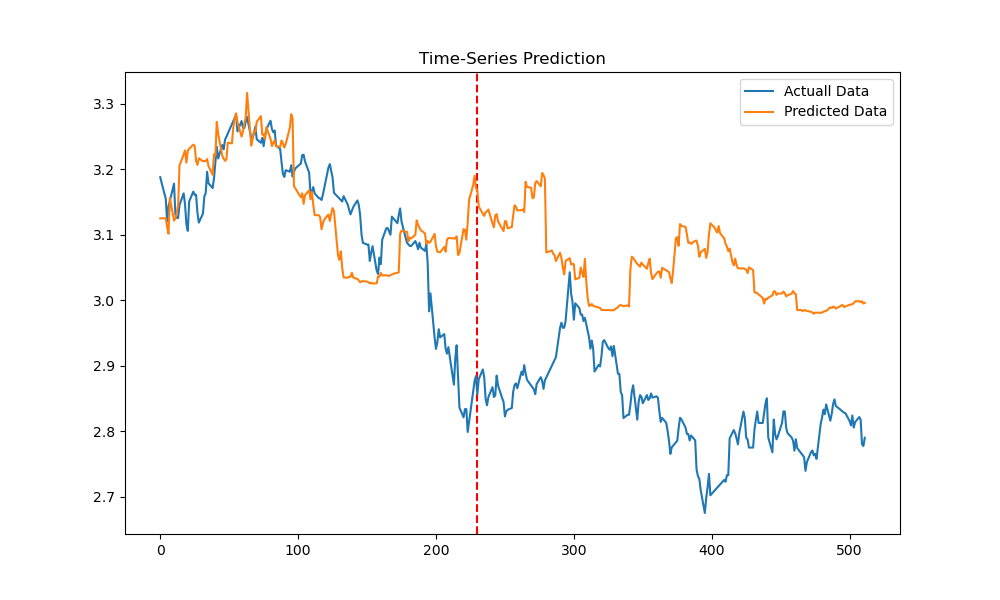 Time-Series Prediction
Actuall Data
Predicted Data
3.3
3.2
3.1
3.0
2.9
2.8
2.7
0 100 200 300 400 500